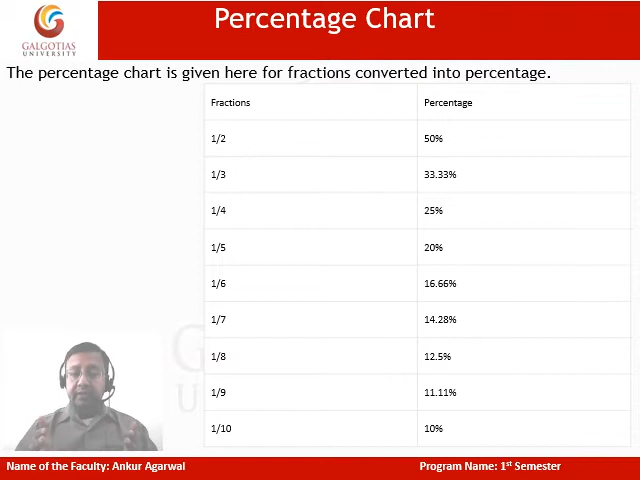 GALGOTIAS
UNIVERSITY
Percentage Chart
The percentage chart is given here for fractions converted into percentage.
Fractions Percentage
1/2 50%
1/3 33.33%
1/4 25%
1/5 20%
1/6 16.66%
1/7 14.28%
1/8 12.5%
1/9 11.11%
1/10 10%
Name of the Faculty: Ankur Agarwal Program Name: 1st Semester